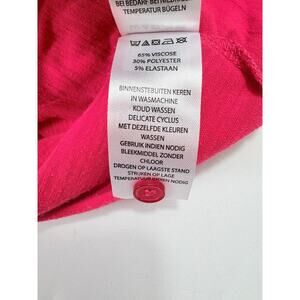 BEI BEDARF BEI NIEDRIGER
TEMPERATUR BÜGELN
65% VISCOSE
30% POLYESTER
5% ELASTAAN
BINNENSTEBUITEN KEREN
IN WASMACHINE
KOUD WASSEN
DELICATE CYCLUS
MET DEZELFDE KLEUREN
WASSEN
GEBRUIK INDIEN NODIG
BLEEKMIDDEL ZONDER
CHLOOR
DROGEN OP LAAGSTE STAND
STRIJKEN OP LAGE
TEMPERATUUR INDIEN NODIG